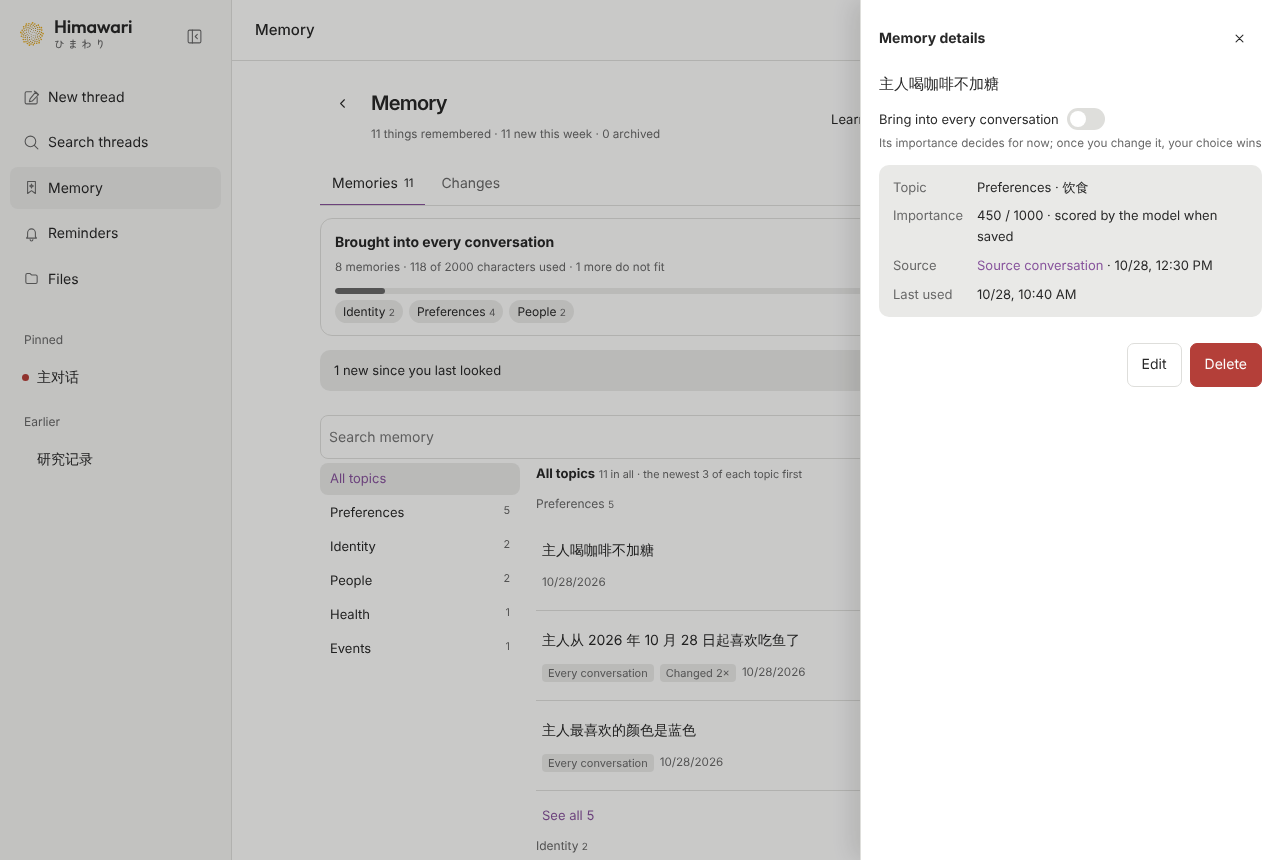 Himawari
ひまわり
New thread
Search threads
Memory
Reminders
Files
Pinned
主对话
Earlier
研究记录
Memory
Memory
11 things remembered · 11 new this week · 0 archived
Lear
Memories 11
Changes
Brought into every conversation
8 memories · 118 of 2000 characters used · 1 more do not fit
Identity 2
Preferences 4
People 2
1 new since you last looked
Search memory
All topics
Preferences 5
Identity 2
People 2
Health 1
Events 1
All topics 11 in all · the newest 3 of each topic first
Preferences 5
主人喝咖啡不加糖
10/28/2026
主人从 2026 年 10 月 28 日起喜欢吃鱼了
Every conversation Changed 2× 10/28/2026
主人最喜欢的颜色是蓝色
Every conversation 10/28/2026
See all 5
Identity 2
Memory details
主人喝咖啡不加糖
Bring into every conversation
Its importance decides for now; once you change it, your choice wins
Topic Preferences · 饮食
Importance 450 / 1000 · scored by the model when
saved
Source Source conversation · 10/28, 12:30 PM
Last used 10/28, 10:40 AM
Edit
Delete